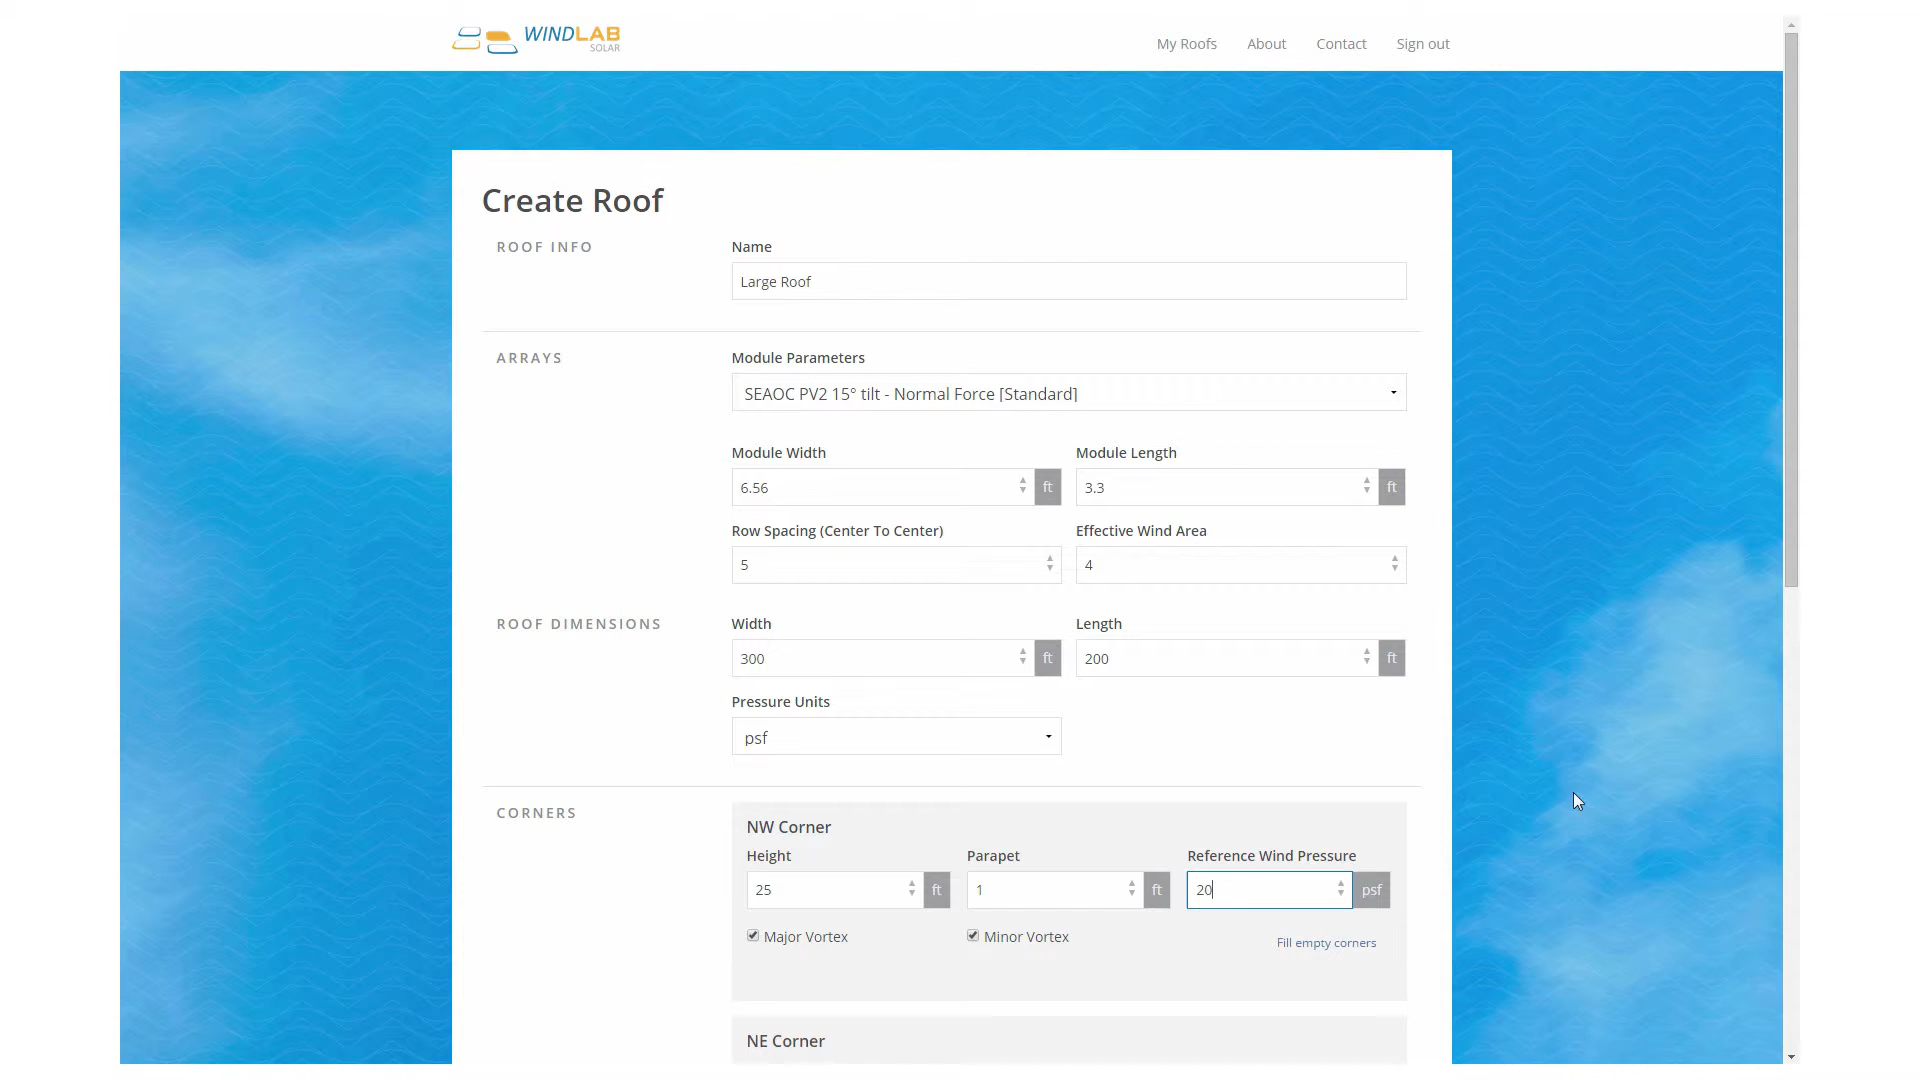 WINDLAB
SOLAR
My Roofs About Contact Sign out
Create Roof
ROOF INFO
Name
Large Roof
ARRAYS
Module Parameters
SEAOC PV2 15° tilt - Normal Force [Standard]
Module Width Module Length
6.56 ft 3.3 ft
Row Spacing (Center To Center) Effective Wind Area
5 4
ROOF DIMENSIONS
Width Length
300 ft 200 ft
Pressure Units
psf
CORNERS
NW Corner
Height Parapet Reference Wind Pressure
25 ft 1 ft 20 psf
Major Vortex Minor Vortex Fill empty corners
NE Corner